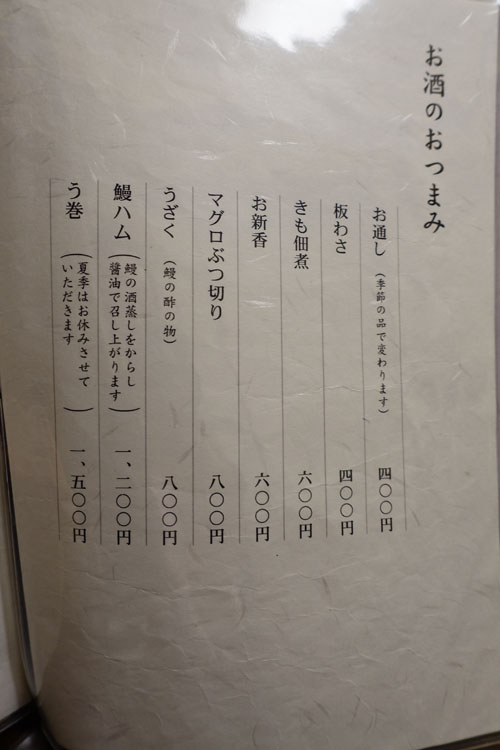 お酒のおつまみ
お通し（季節の品で変わります） 四〇〇円
板わさ 四〇〇円
きも佃煮 六〇〇円
お新香 六〇〇円
マグロぶつ切り 八〇〇円
うざく（鰻の酢の物） 八〇〇円
鰻ハム（鰻の酒蒸しをからし
醤油で召し上がります） 一、二〇〇円
う巻（夏季はお休みさせて
いただきます） 一、五〇〇円